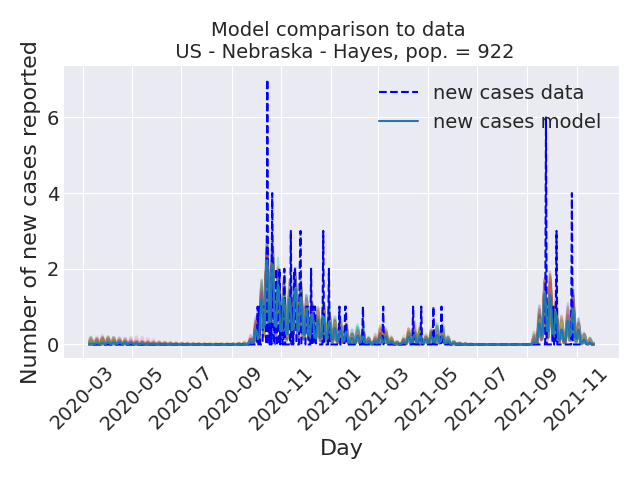 Model comparison to data
US - Nebraska - Hayes, pop. = 922
Number of new cases reported
6
4
2
0
new cases data
new cases model
2020-03
2020-05
2020-07
2020-09
2020-11
2021-01
2021-03
2021-05
2021-07
2021-09
2021-11
Day